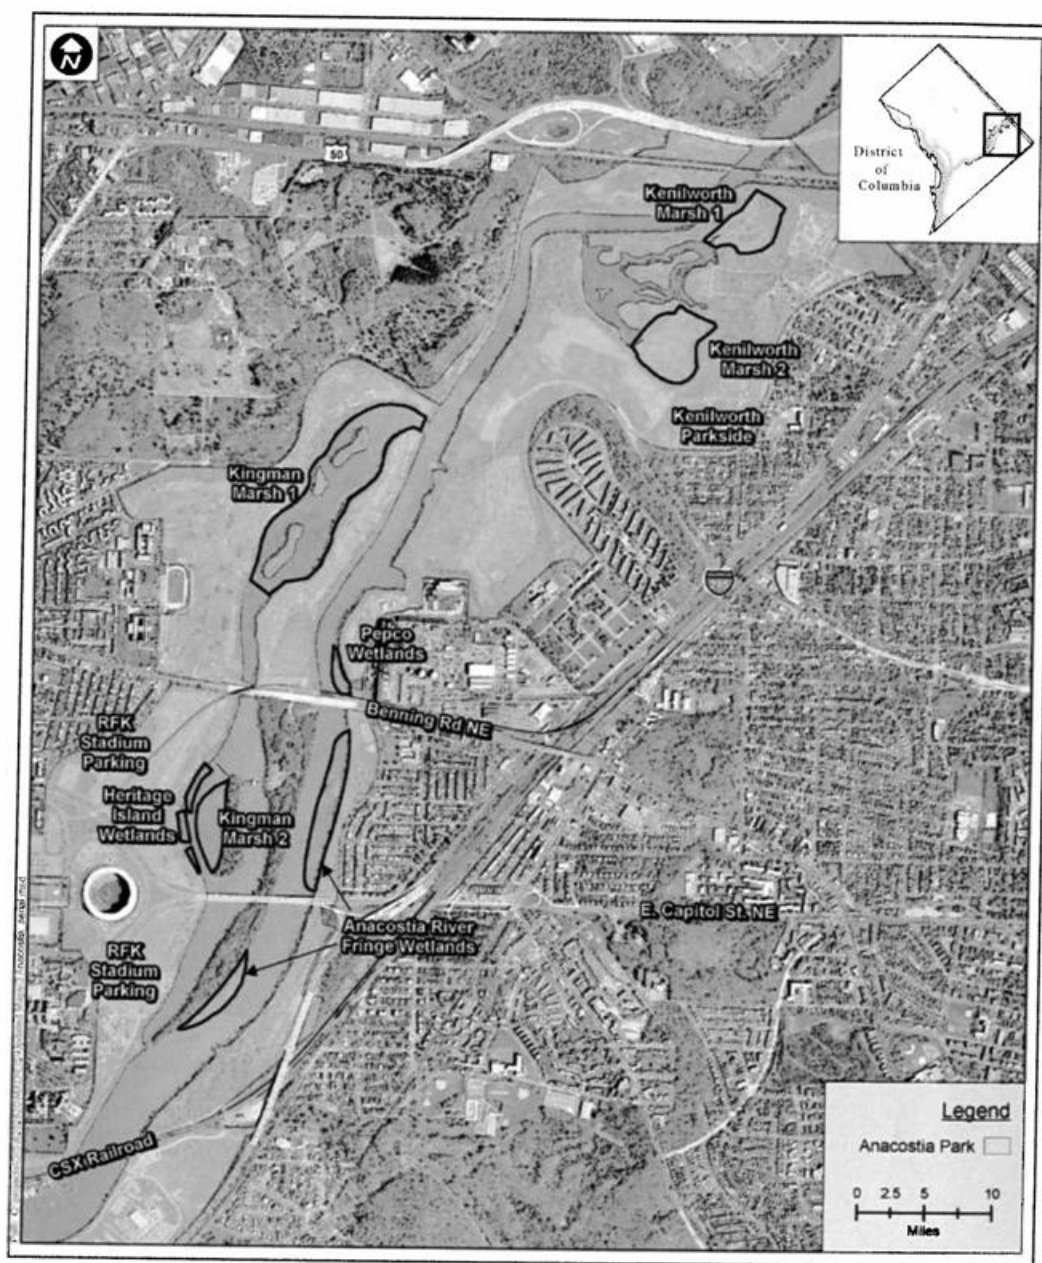 N
District
of
Columbia
50
Kenilworth
Marsh 1
Kenilworth
Marsh 2
Kenilworth
Parkside
Kingman
Marsh 1
Pepco
Wetlands
Benning Rd NE
RFK
Stadium
Parking
Heritage
Island
Wetlands
Kingman
Marsh 2
E. Capitol St. NE
Anacostia River
Fringe Wetlands
RFK
Stadium
Parking
CSX Railroad
Legend
Anacostia Park
0 2.5 5 10
Miles